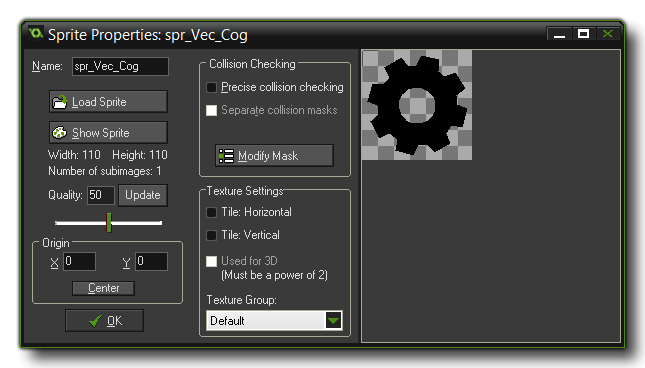 Sprite Properties: spr_Vec_Cog
Name: spr_Vec_Cog
Load Sprite
Show Sprite
Width: 110 Height: 110
Number of subimages: 1
Quality: 50 Update
Origin
X 0 Y 0
Center
OK
Collision Checking
Precise collision checking
Separate collision masks
Modify Mask
Texture Settings
Tile: Horizontal
Tile: Vertical
Used for 3D
(Must be a power of 2)
Texture Group:
Default